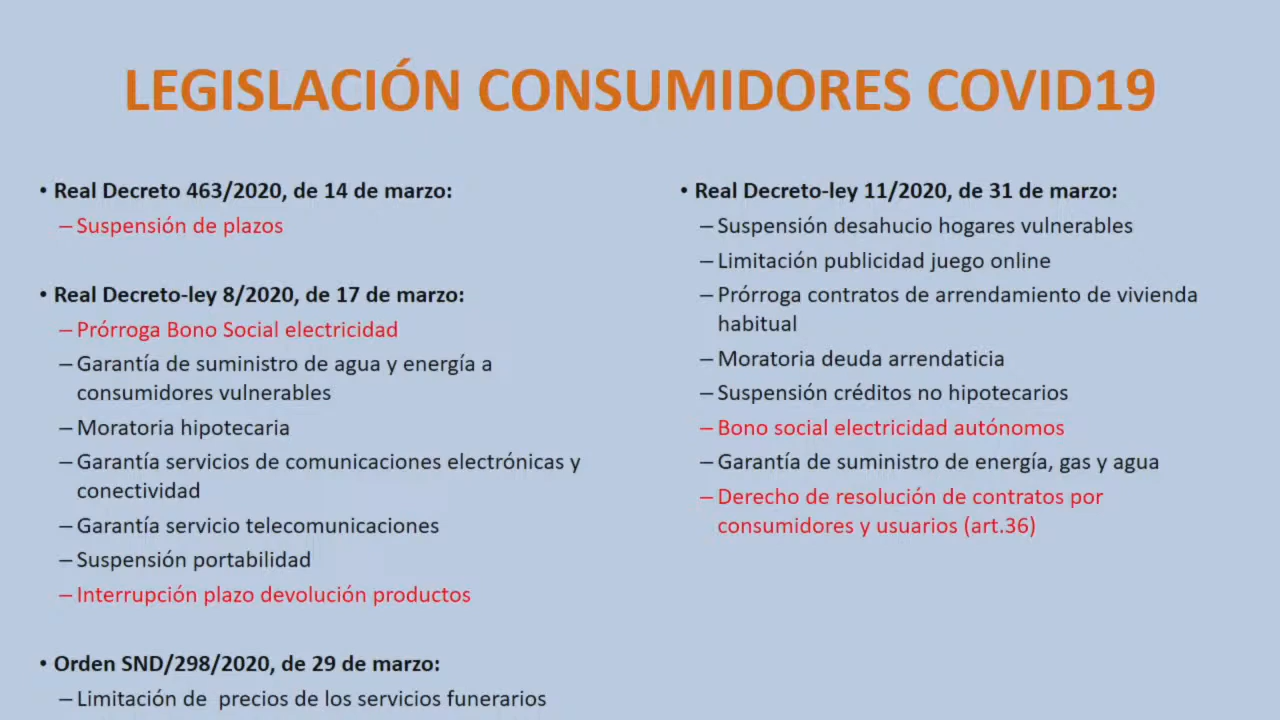 LEGISLACIÓN CONSUMIDORES COVID19
• Real Decreto 463/2020, de 14 de marzo:
– Suspensión de plazos
• Real Decreto-ley 8/2020, de 17 de marzo:
– Prórroga Bono Social electricidad
– Garantía de suministro de agua y energía a
consumidores vulnerables
– Moratoria hipotecaria
– Garantía servicios de comunicaciones electrónicas y
conectividad
– Garantía servicio telecomunicaciones
– Suspensión portabilidad
– Interrupción plazo devolución productos
• Orden SND/298/2020, de 29 de marzo:
– Limitación de  precios de los servicios funerarios
• Real Decreto-ley 11/2020, de 31 de marzo:
– Suspensión desahucio hogares vulnerables
– Limitación publicidad juego online
– Prórroga contratos de arrendamiento de vivienda
habitual
– Moratoria deuda arrendaticia
– Suspensión créditos no hipotecarios
– Bono social electricidad autónomos
– Garantía de suministro de energía, gas y agua
– Derecho de resolución de contratos por
consumidores y usuarios (art.36)